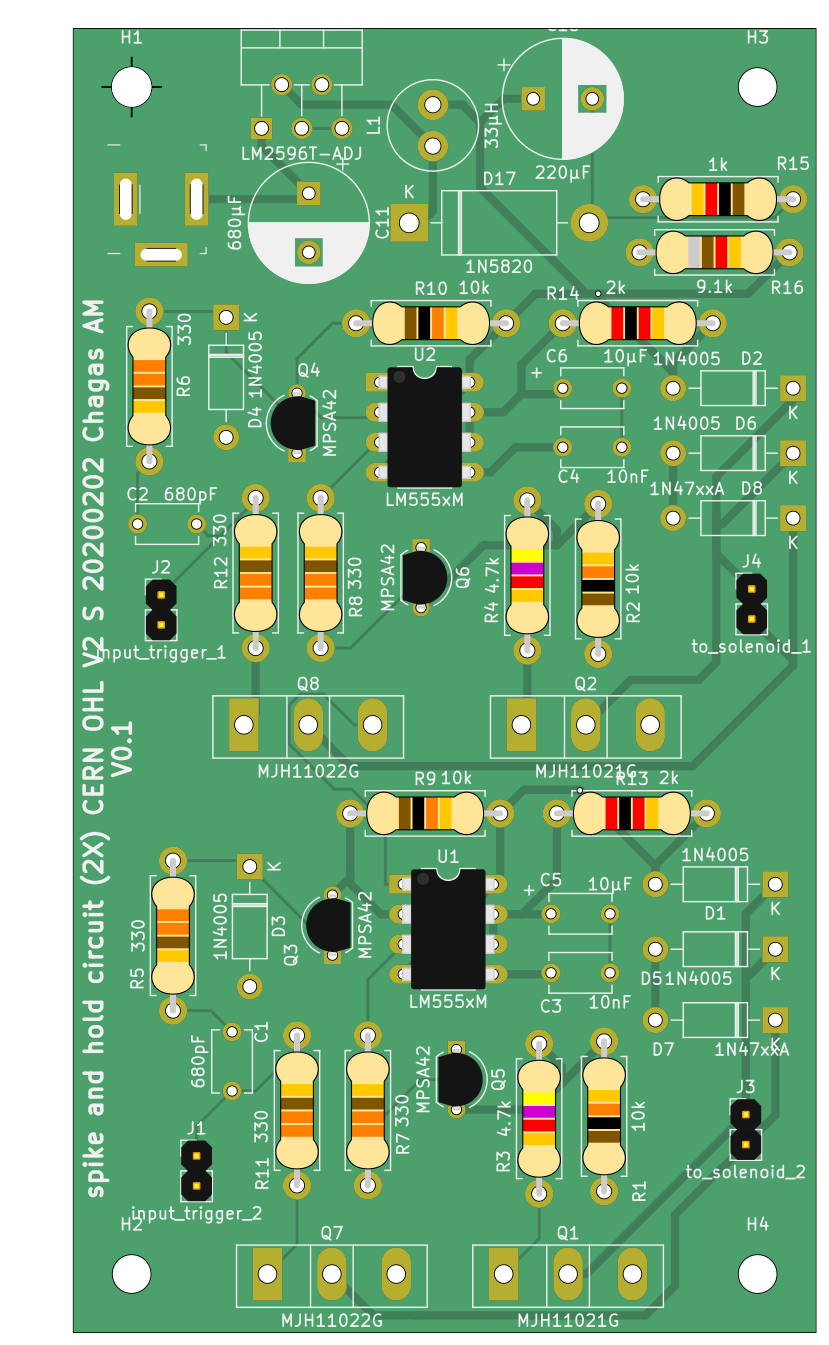 H1
H3
C10
L1
33µH
LM2596T-ADJ
+
+
220µF
1k
R15
K
D17
680µF
C11
1N5820
9.1k
R16
R10 10k
R14
2k
330
K
U2
C6
10µF
1N4005
D2
Q4
+
R6
D4 1N4005
MPSA42
K
1N4005
D6
C4
10nF
K
C2 680pF
LM555xM
1N47xxA
D8
330
K
J2
R12
R8 330
MPSA42
Q6
R4 4.7k
R2 10k
J4
input_trigger_1
to_solenoid_1
Q8
Q2
MJH11022G
MJH11021G
spike and hold circuit (2X) CERN OHL V2 S 20200202 Chagas AM
V0.1
R9 10k
R13 2k
U1
K
C5
10µF
1N4005
+
330
1N4005
D3
MPSA42
Q3
K
D1
R5
D5 1N4005
K
LM555xM
C3
10nF
680pF
C1
D7
1N47xxA
K
MPSA42
Q5
J3
J1
330
R11
R7 330
R3 4.7k
10k
R1
to_solenoid_2
input_trigger_2
H2
H4
Q7
Q1
MJH11022G
MJH11021G